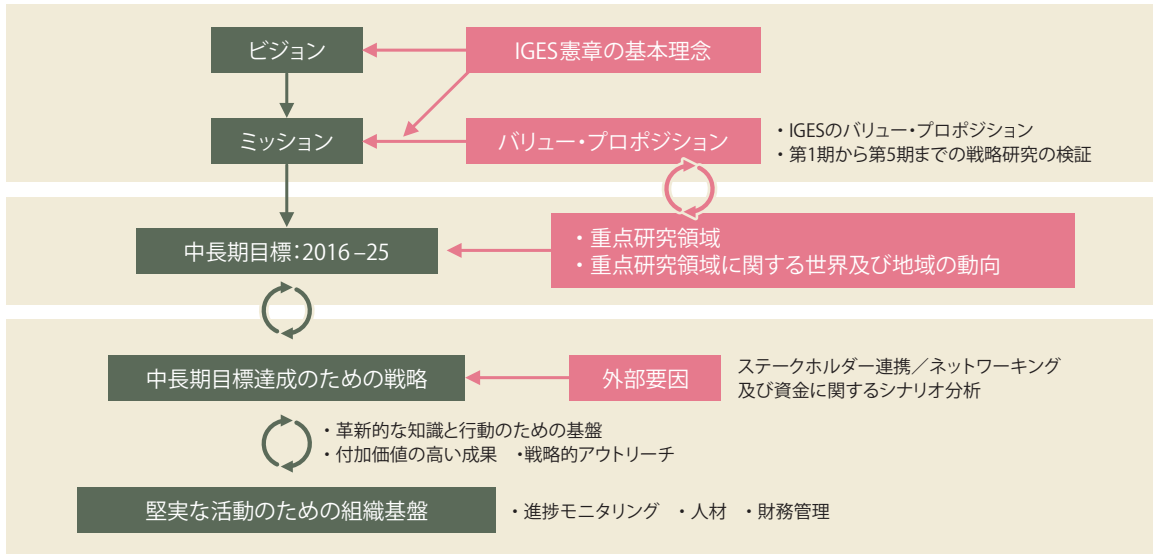 ビジョン
IGES憲章の基本理念
ミッション
バリュー・プロポジション
・IGESのバリュー・プロポジション
・第1期から第5期までの戦略研究の検証
中長期目標：2016–25
・重点研究領域
・重点研究領域に関する世界及び地域の動向
中長期目標達成のための戦略
外部要因
ステークホルダー連携／ネットワーキング
及び資金に関するシナリオ分析
・革新的な知識と行動のための基盤
・付加価値の高い成果 ・戦略的アウトリーチ
堅実な活動のための組織基盤
・進捗モニタリング ・人材 ・財務管理